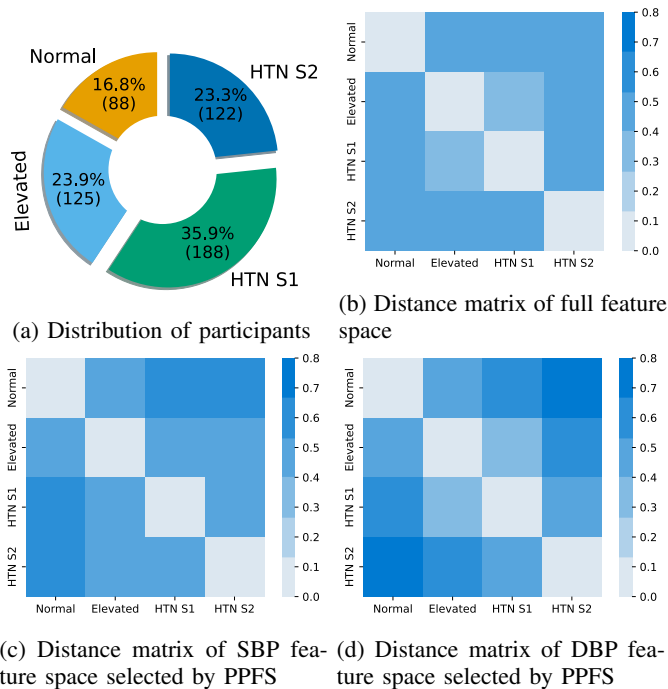 Normal
16.8%
(88)
HTN S2
23.3%
(122)
Elevated
23.9%
(125)
35.9%
(188)
HTN S1
(a) Distribution of participants
Normal
Elevated
HTN S1
HTN S2
Normal Elevated HTN S1 HTN S2
0.8
0.7
0.6
0.5
0.4
0.3
0.2
0.1
0.0
(b) Distance matrix of full feature
space
Normal
Elevated
HTN S1
HTN S2
Normal Elevated HTN S1 HTN S2
0.8
0.7
0.6
0.5
0.4
0.3
0.2
0.1
0.0
(c) Distance matrix of SBP fea-
ture space selected by PPFS
Normal
Elevated
HTN S1
HTN S2
Normal Elevated HTN S1 HTN S2
0.8
0.7
0.6
0.5
0.4
0.3
0.2
0.1
0.0
(d) Distance matrix of DBP fea-
ture space selected by PPFS